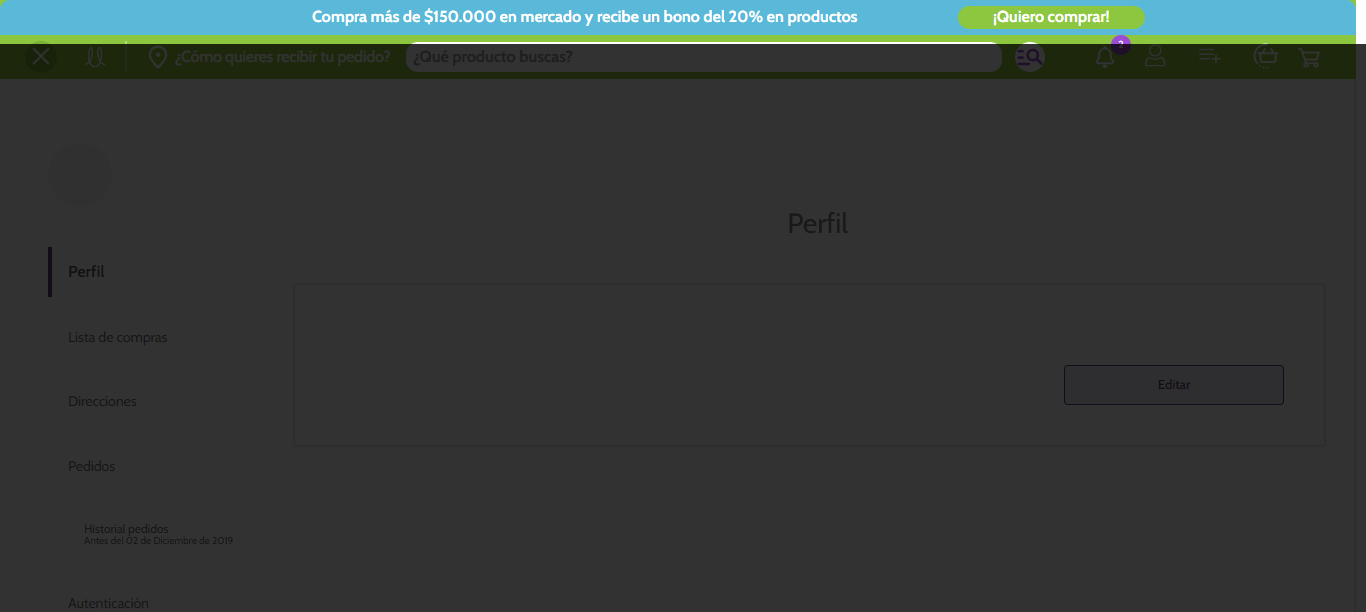 Compra más de $150.000 en mercado y recibe un bono del 20% en productos
¡Quiero comprar!
¿Cómo quieres recibir tu pedido?
¿Qué producto buscas?
2
Perfil
Perfil
Lista de compras
Editar
Direcciones
Pedidos
Historial pedidos
Antes del 02 de Diciembre de 2019
Autenticación